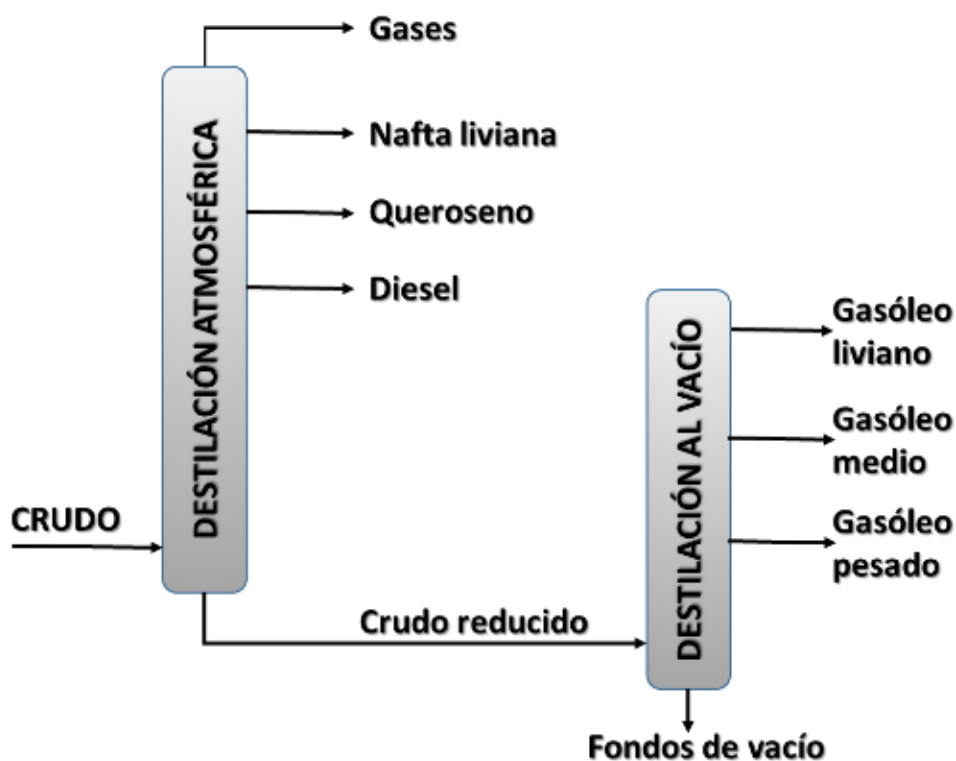 Gases
Nafta liviana
Queroseno
Diesel
DESTILACIÓN ATMOSFÉRICA
CRUDO
Crudo reducido
DESTILACIÓN AL VACÍO
Gasóleo
liviano
Gasóleo
medio
Gasóleo
pesado
Fondos de vacío